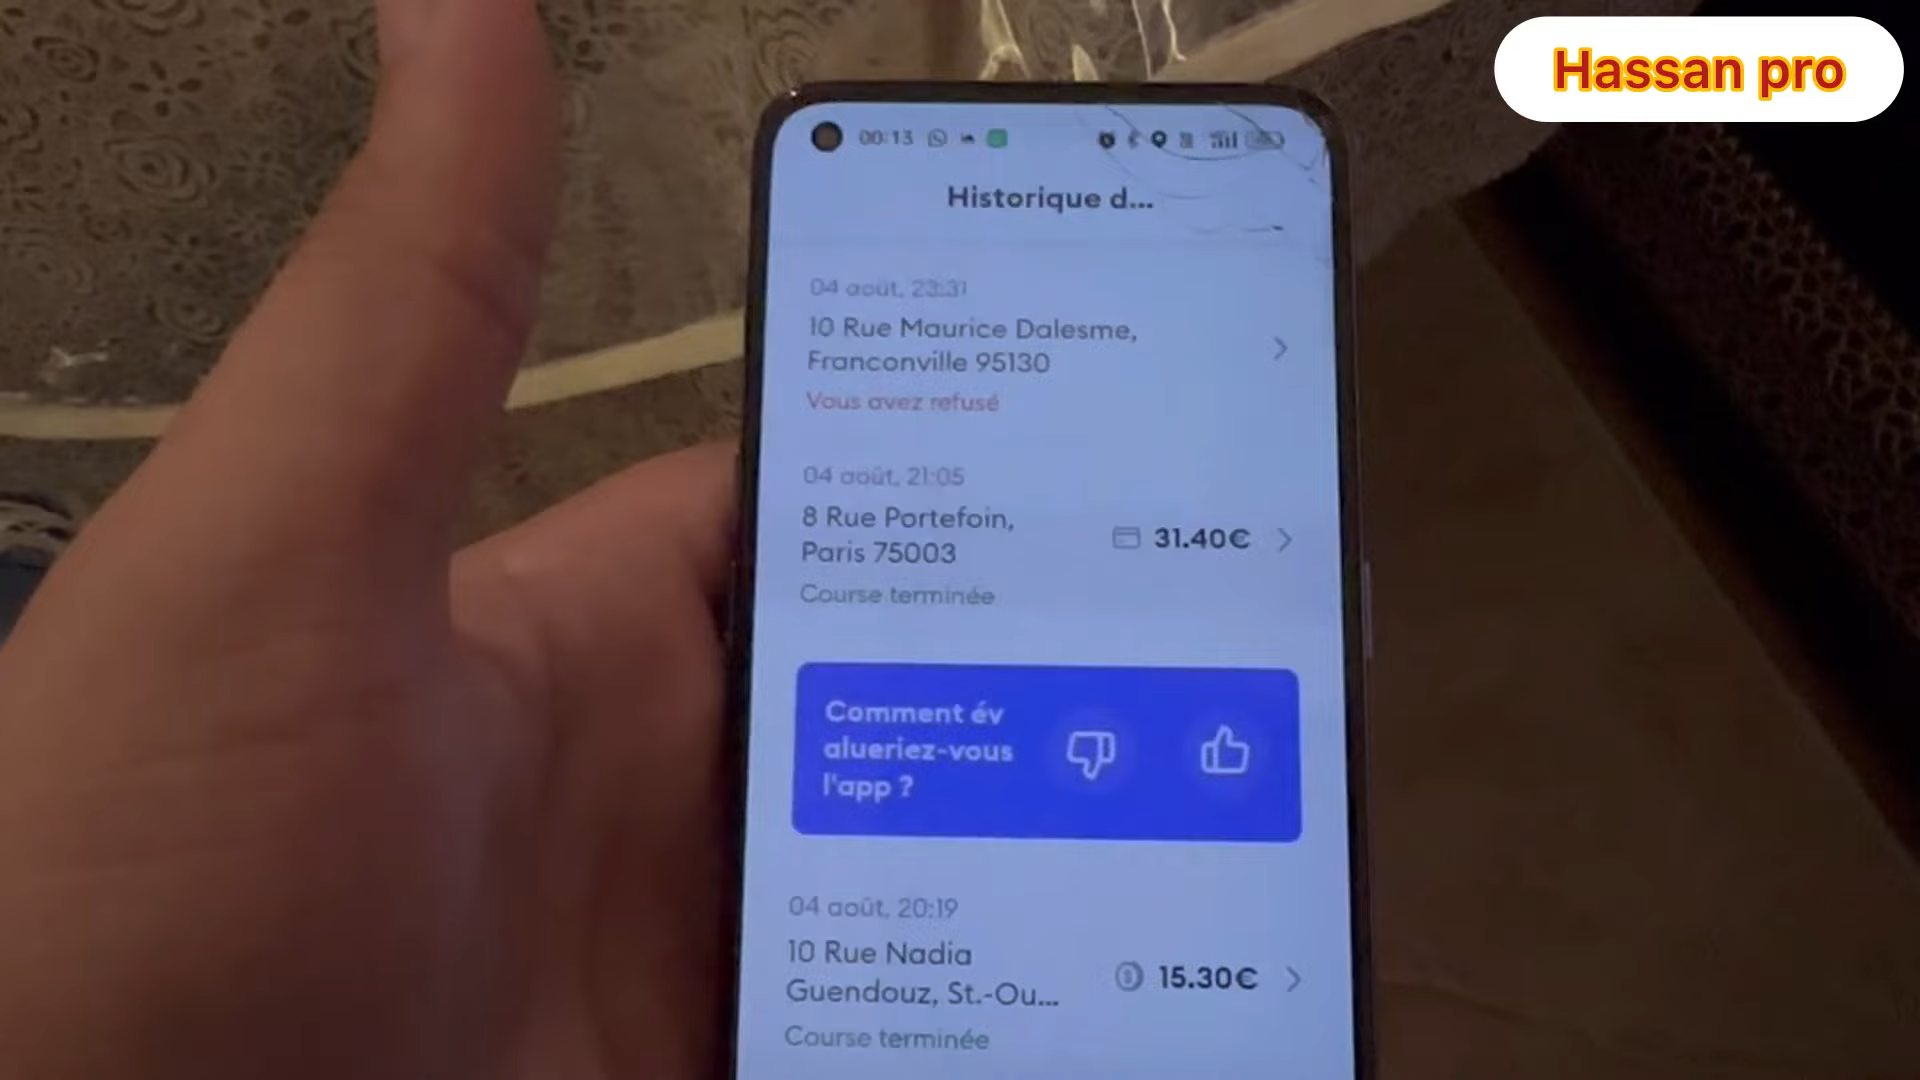 Hassan pro
00:13
Historique d...
04 août, 23:31
10 Rue Maurice Dalesme,
Franconville 95130
Vous avez refusé
04 août, 21:05
8 Rue Portefoin,
Paris 75003
31.40€
Course terminée
Comment év
alueriez-vous
l'app ?
04 août, 20:19
10 Rue Nadia
Guendouz, St.-Ou...
15.30€
Course terminée